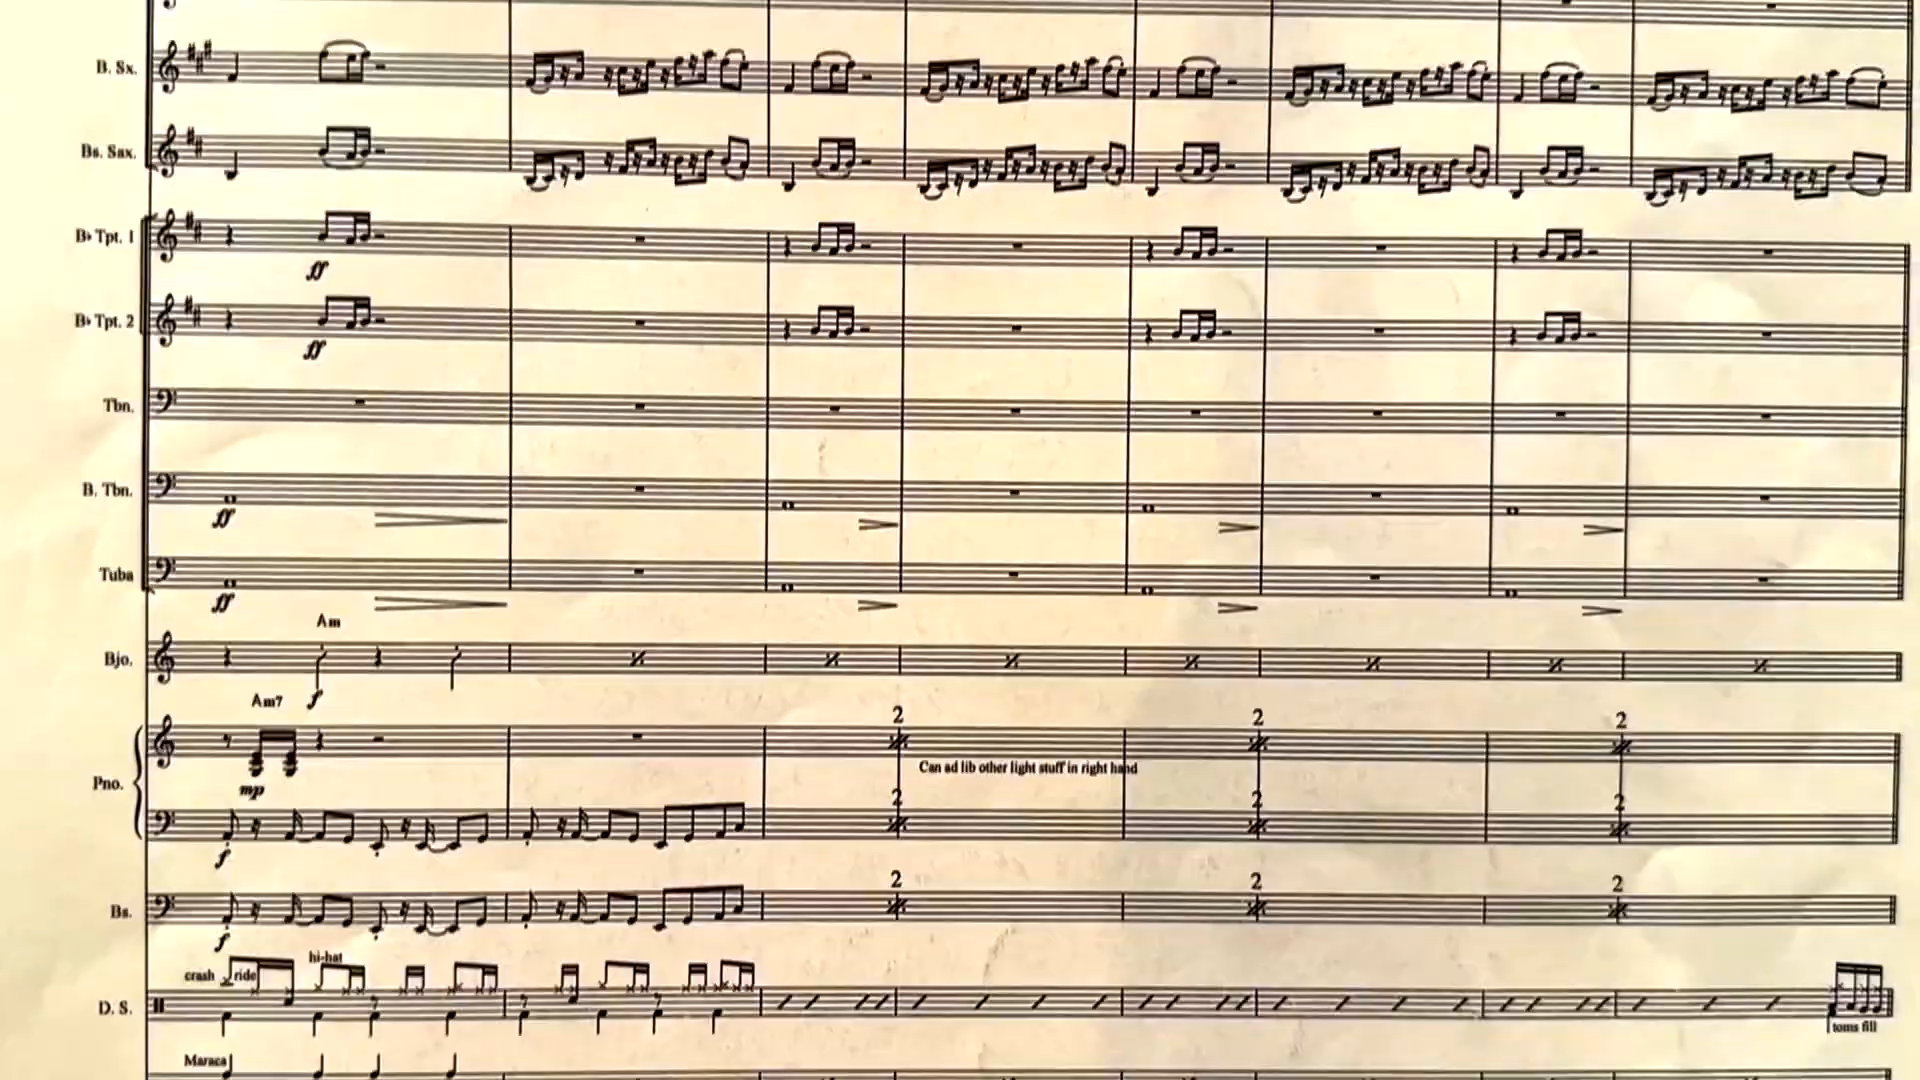 B. Sx.
Bs. Sax.
B♭ Tpt. 1
ff
B♭ Tpt. 2
ff
Tbn.
B. Tbn.
ff
Tuba
ff
Am
Bjo.
f
Am7
2 2 2
Can ad lib other light stuff in right hand
Pno.
mp
2 2 2
f
2 2 2
Bs.
f
hi-hat
crash ride
D. S.
toms fill
Maraca